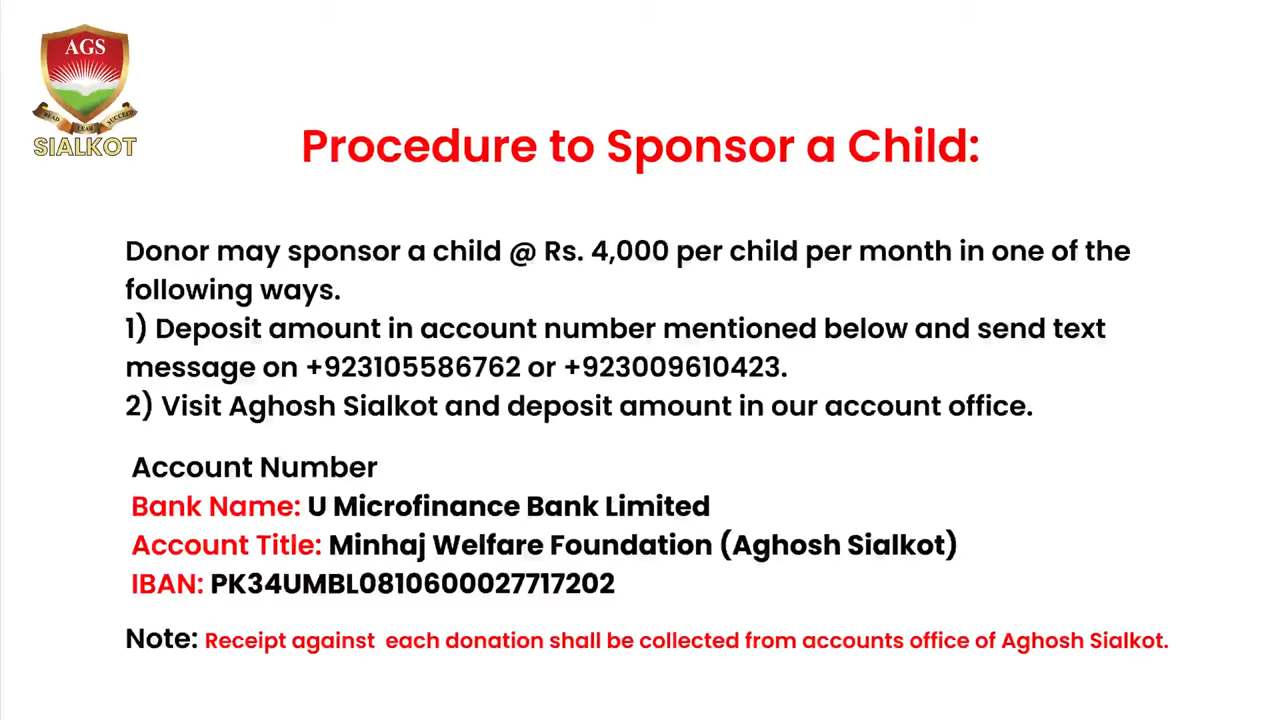 AGS
READ LEAD SUCCEED
SIALKOT
Procedure to Sponsor a Child:
Donor may sponsor a child @ Rs. 4,000 per child per month in one of the
following ways.
1) Deposit amount in account number mentioned below and send text
message on +923105586762 or +923009610423.
2) Visit Aghosh Sialkot and deposit amount in our account office.
Account Number
Bank Name: U Microfinance Bank Limited
Account Title: Minhaj Welfare Foundation (Aghosh Sialkot)
IBAN: PK34UMBL0810600027717202
Note: Receipt against each donation shall be collected from accounts office of Aghosh Sialkot.